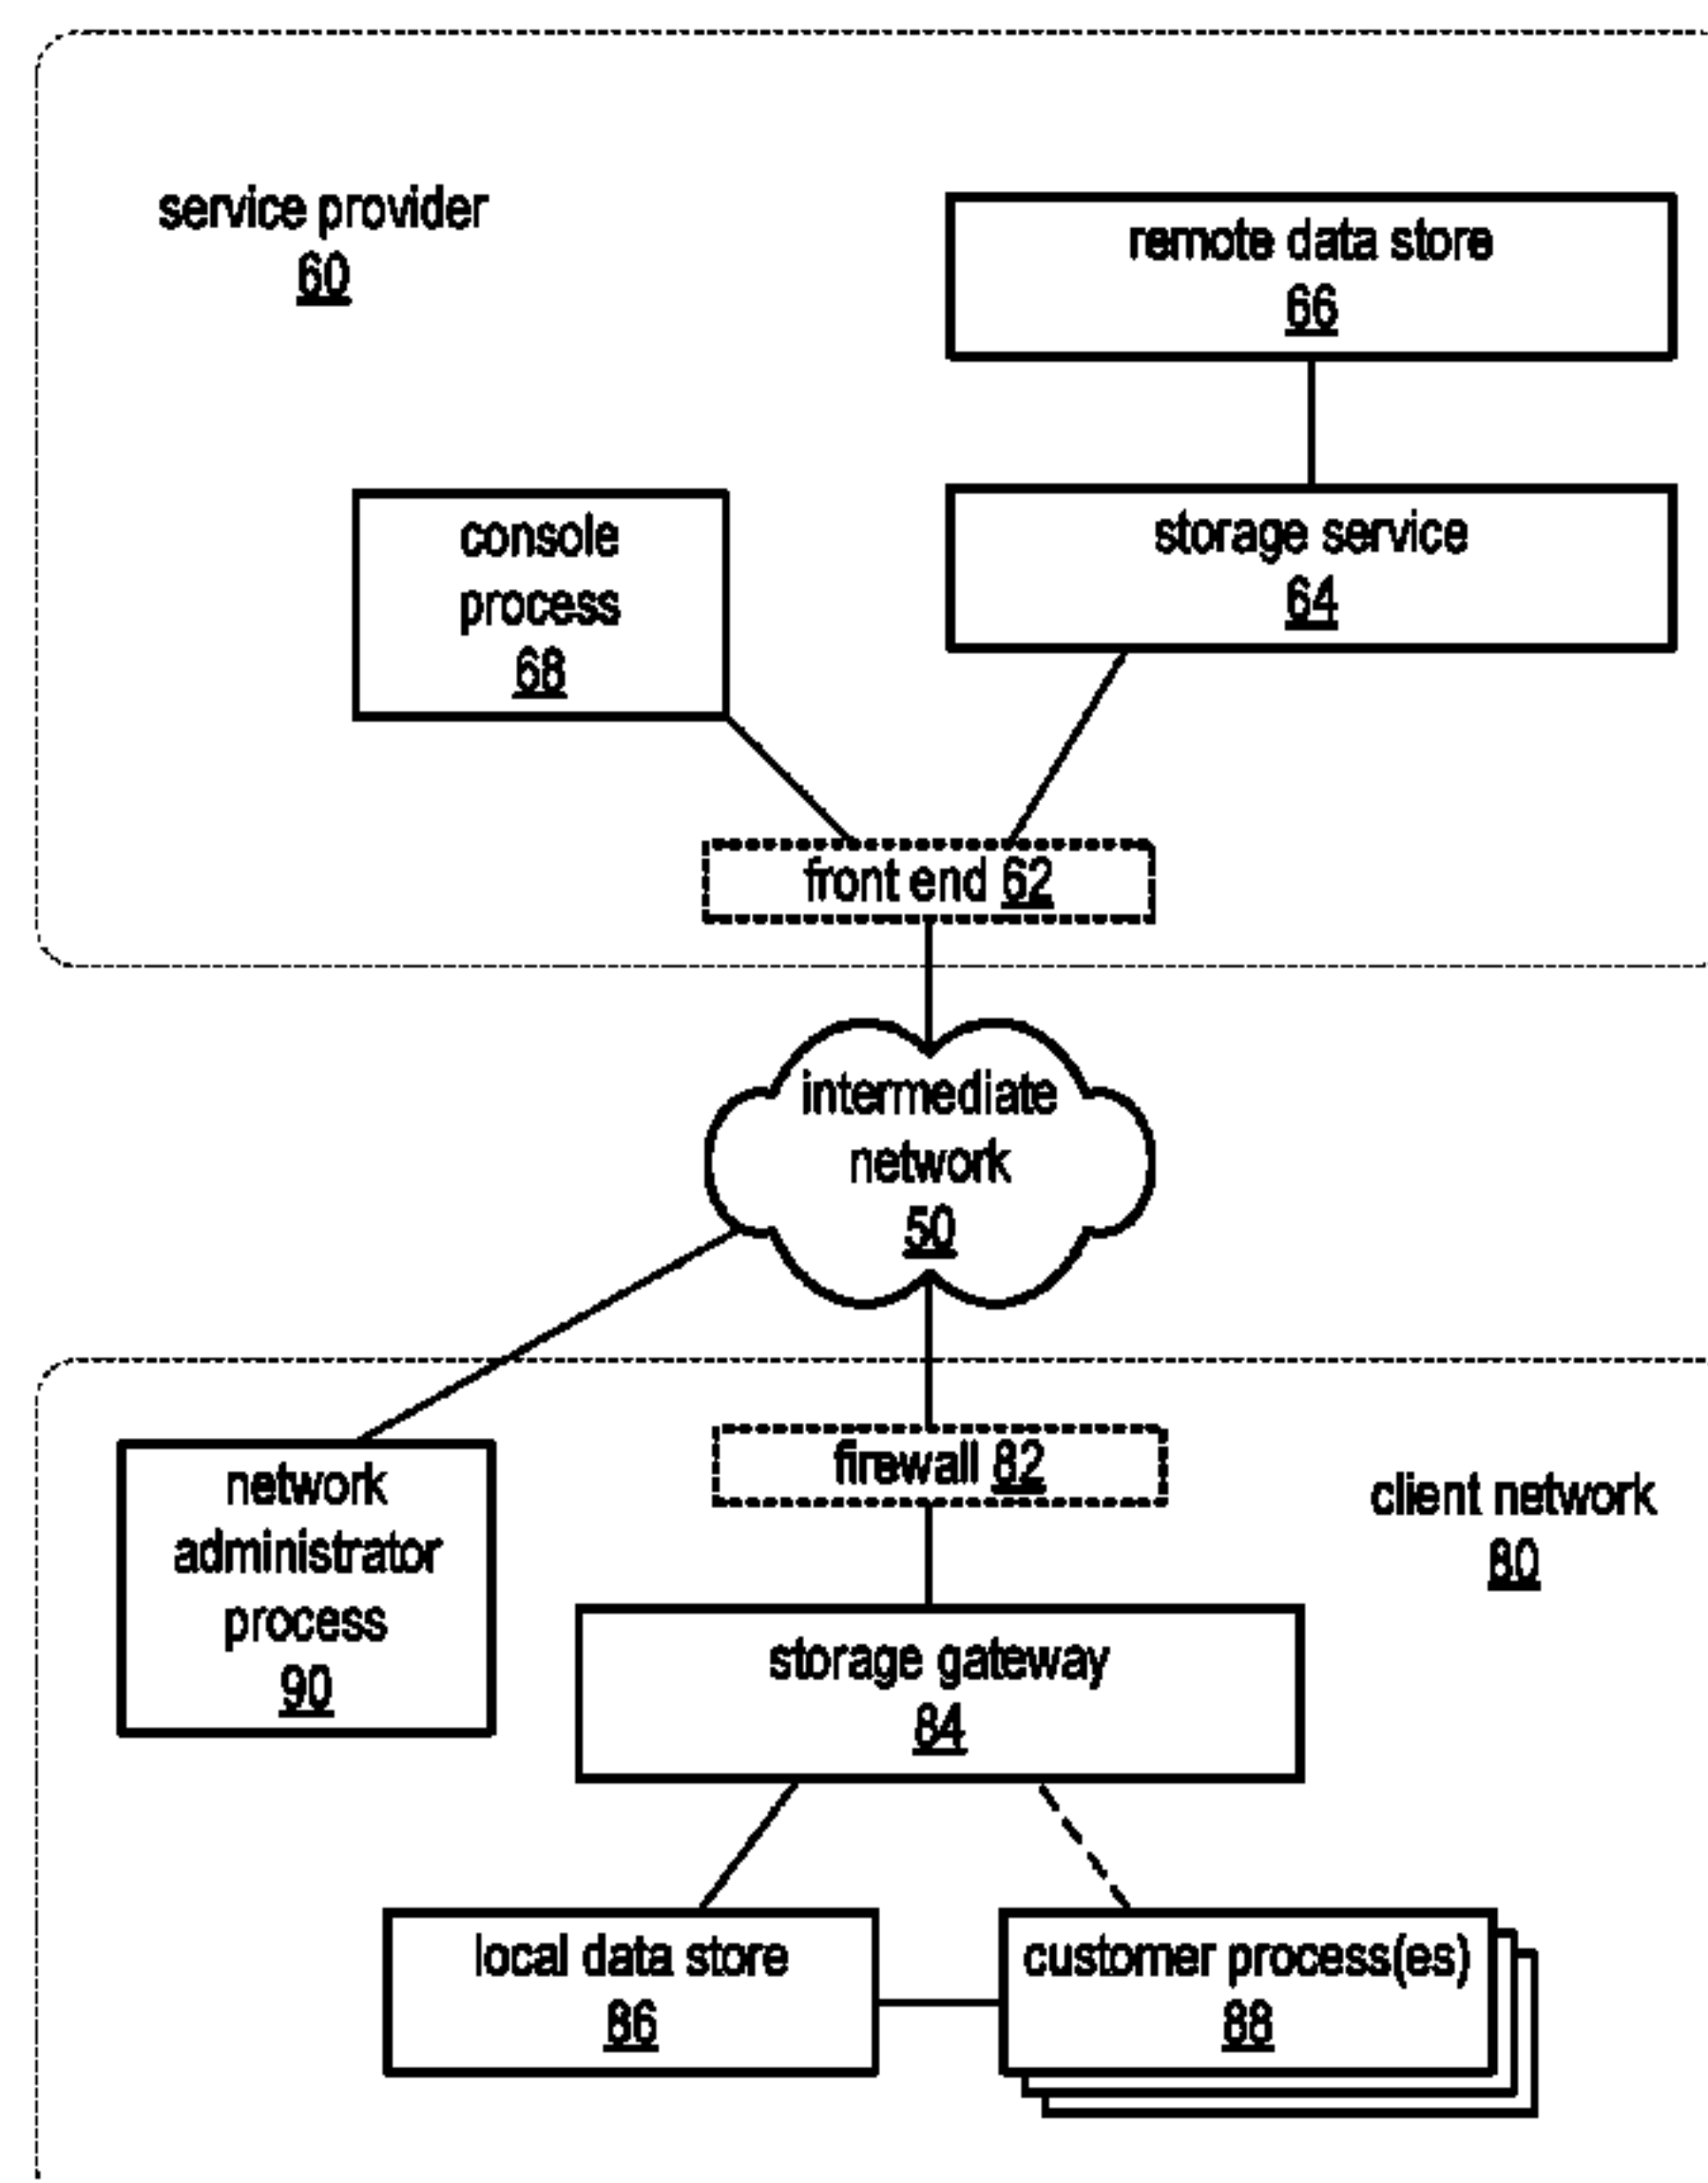 service provider
60
remote data store
66
console
process
68
storage service
64
front end 62
intermediate
network
50
network
administrator
process
90
firewall 82
client network
80
storage gateway
84
local data store
86
customer process(es)
88